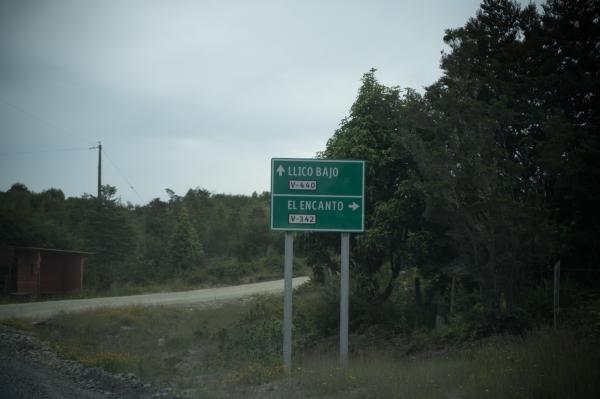 LLICO BAJO
V-440
EL ENCANTO
V-342